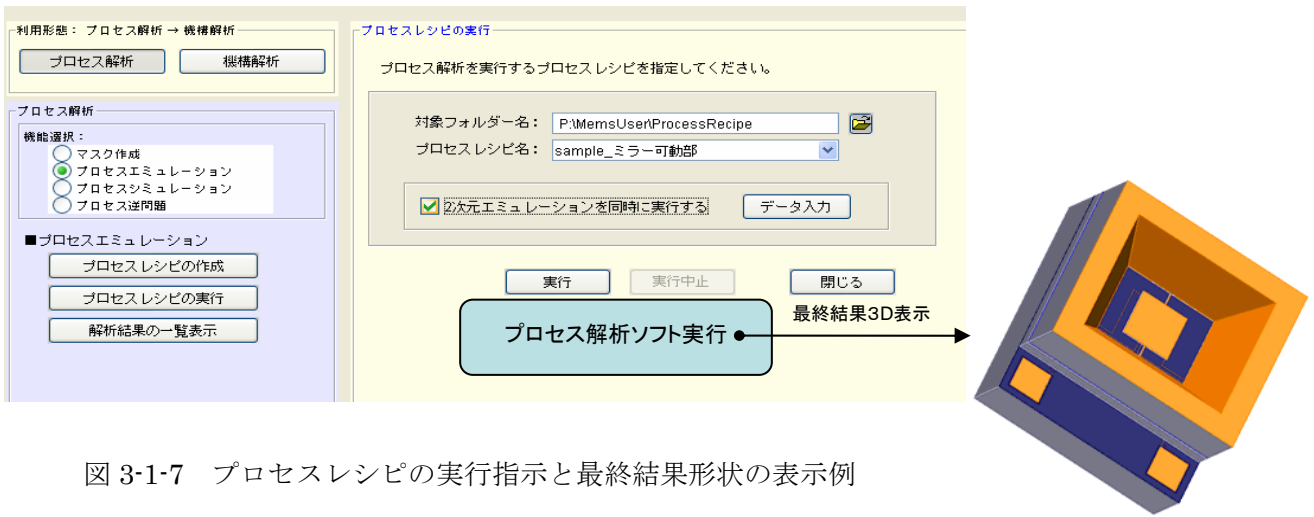 利用形態： プロセス解析 → 機構解析
プロセス解析 機構解析
プロセス解析
機能選択：
マスク作成
プロセスエミュレーション
プロセスシミュレーション
プロセス逆問題
■プロセスエミュレーション
プロセスレシピの作成
プロセスレシピの実行
解析結果の一覧表示
プロセスレシピの実行
プロセス解析を実行するプロセスレシピを指定してください。
対象フォルダー名： P:\MemsUser\ProcessRecipe
プロセスレシピ名： sample_ミラー可動部
2次元エミュレーションを同時に実行する データ入力
実行 実行中止 閉じる
プロセス解析ソフト実行
最終結果3D表示
図 3-1-7 プロセスレシピの実行指示と最終結果形状の表示例